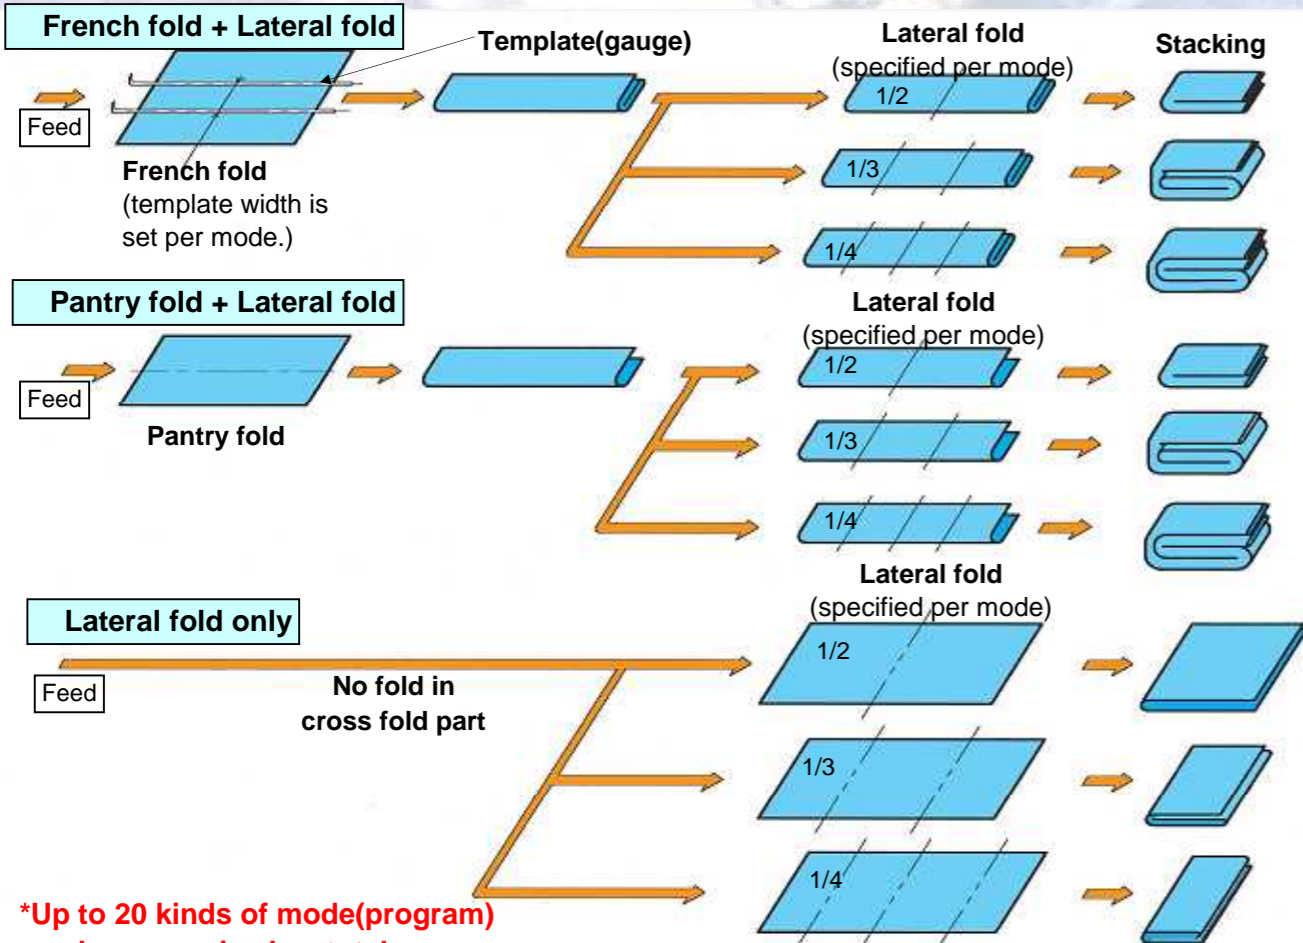 French fold + Lateral fold
Template(gauge)
Lateral fold
(specified per mode)
Stacking
Feed
1/2
1/3
1/4
French fold
(template width is
set per mode.)
Pantry fold + Lateral fold
Lateral fold
(specified per mode)
Feed
1/2
1/3
1/4
Pantry fold
Lateral fold only
Lateral fold
(specified per mode)
Feed
No fold in
cross fold part
1/2
1/3
1/4
*Up to 20 kinds of mode(program)